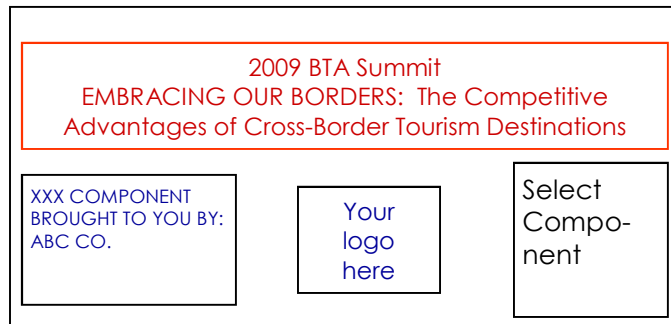 2009 BTA Summit
EMBRACING OUR BORDERS:  The Competitive
Advantages of Cross-Border Tourism Destinations
XXX COMPONENT
BROUGHT TO YOU BY:
ABC CO.
Your
logo
here
Select
Compo-
nent